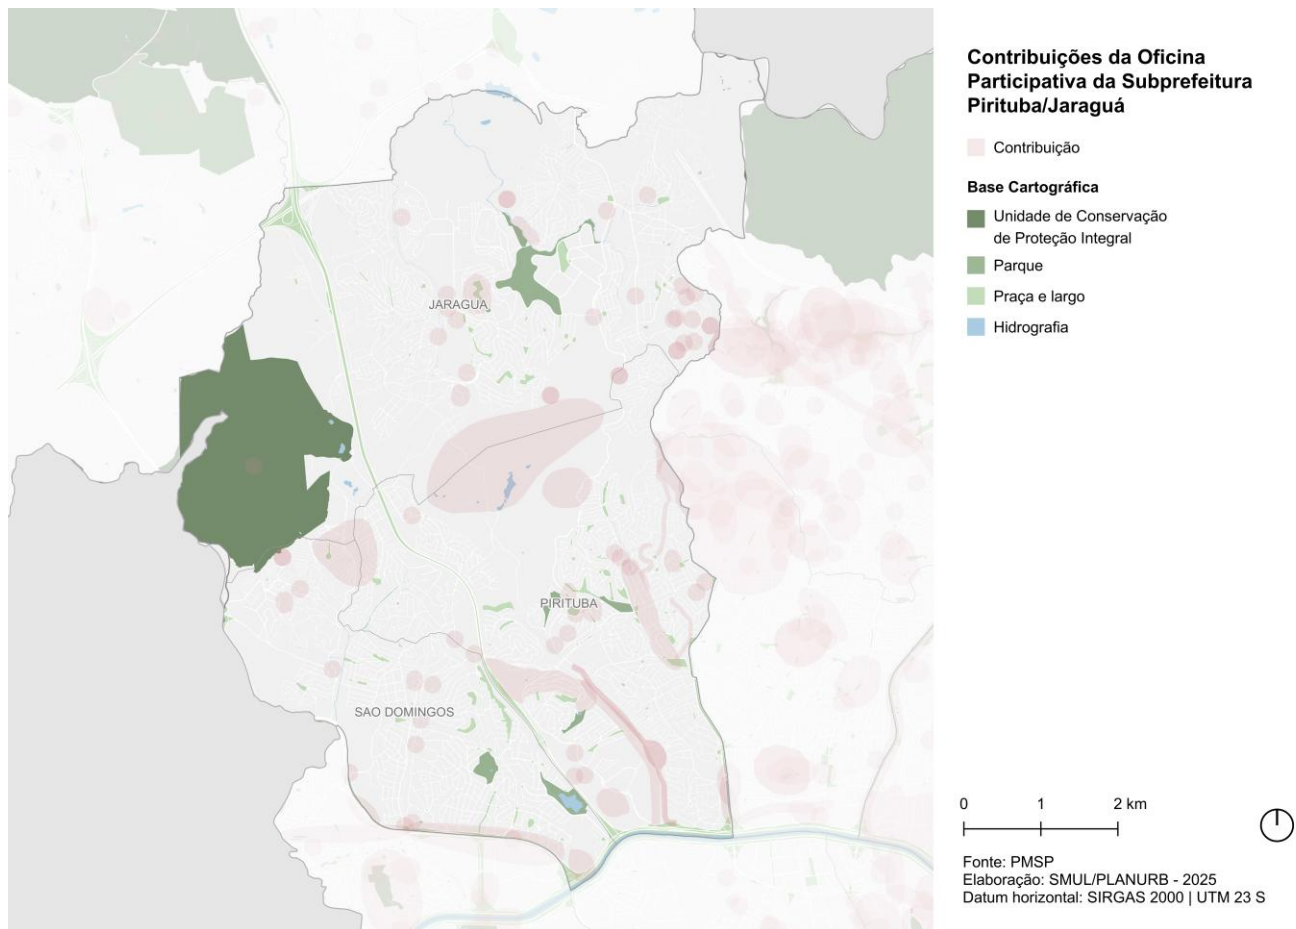 Contribuições da Oficina
Participativa da Subprefeitura
Pirituba/Jaraguá
Contribuição
Base Cartográfica
Unidade de Conservação
de Proteção Integral
Parque
Praça e largo
Hidrografia
JARAGUA
PIRITUBA
SAO DOMINGOS
0 1 2 km
Fonte: PMSP
Elaboração: SMUL/PLANURB - 2025
Datum horizontal: SIRGAS 2000 | UTM 23 S